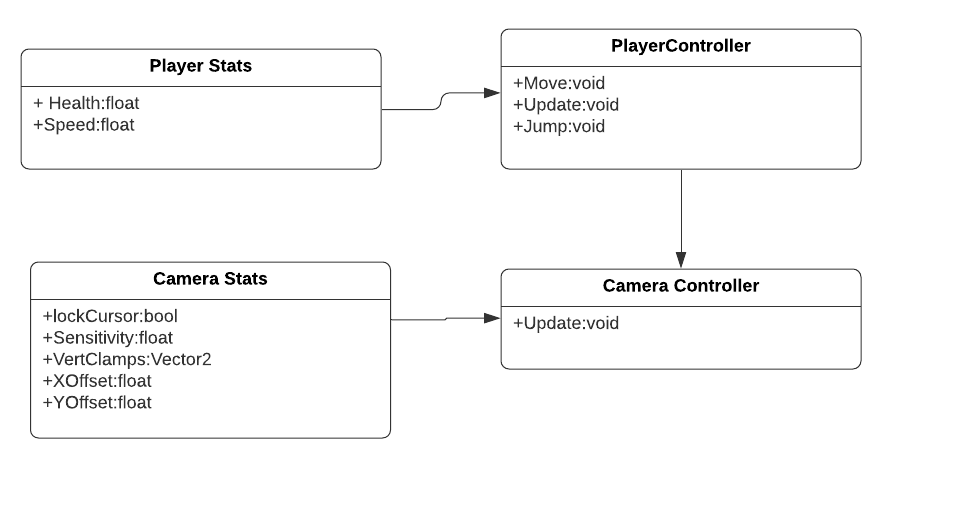 Player Stats
+ Health:float
+Speed:float
PlayerController
+Move:void
+Update:void
+Jump:void
Camera Stats
+lockCursor:bool
+Sensitivity:float
+VertClamps:Vector2
+XOffset:float
+YOffset:float
Camera Controller
+Update:void